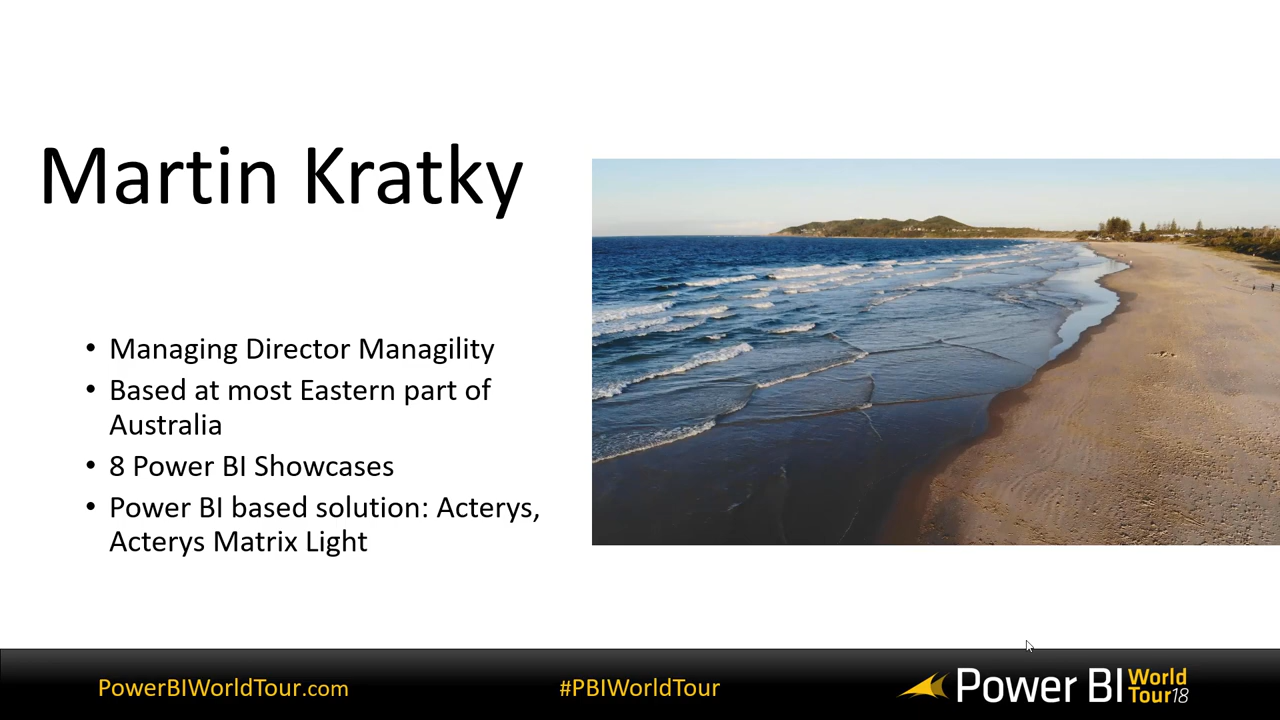 Martin Kratky
• Managing Director Managility
• Based at most Eastern part of
Australia
• 8 Power BI Showcases
• Power BI based solution: Acterys,
Acterys Matrix Light
PowerBIWorldTour.com
#PBIWorldTour
Power BI World
Tour18